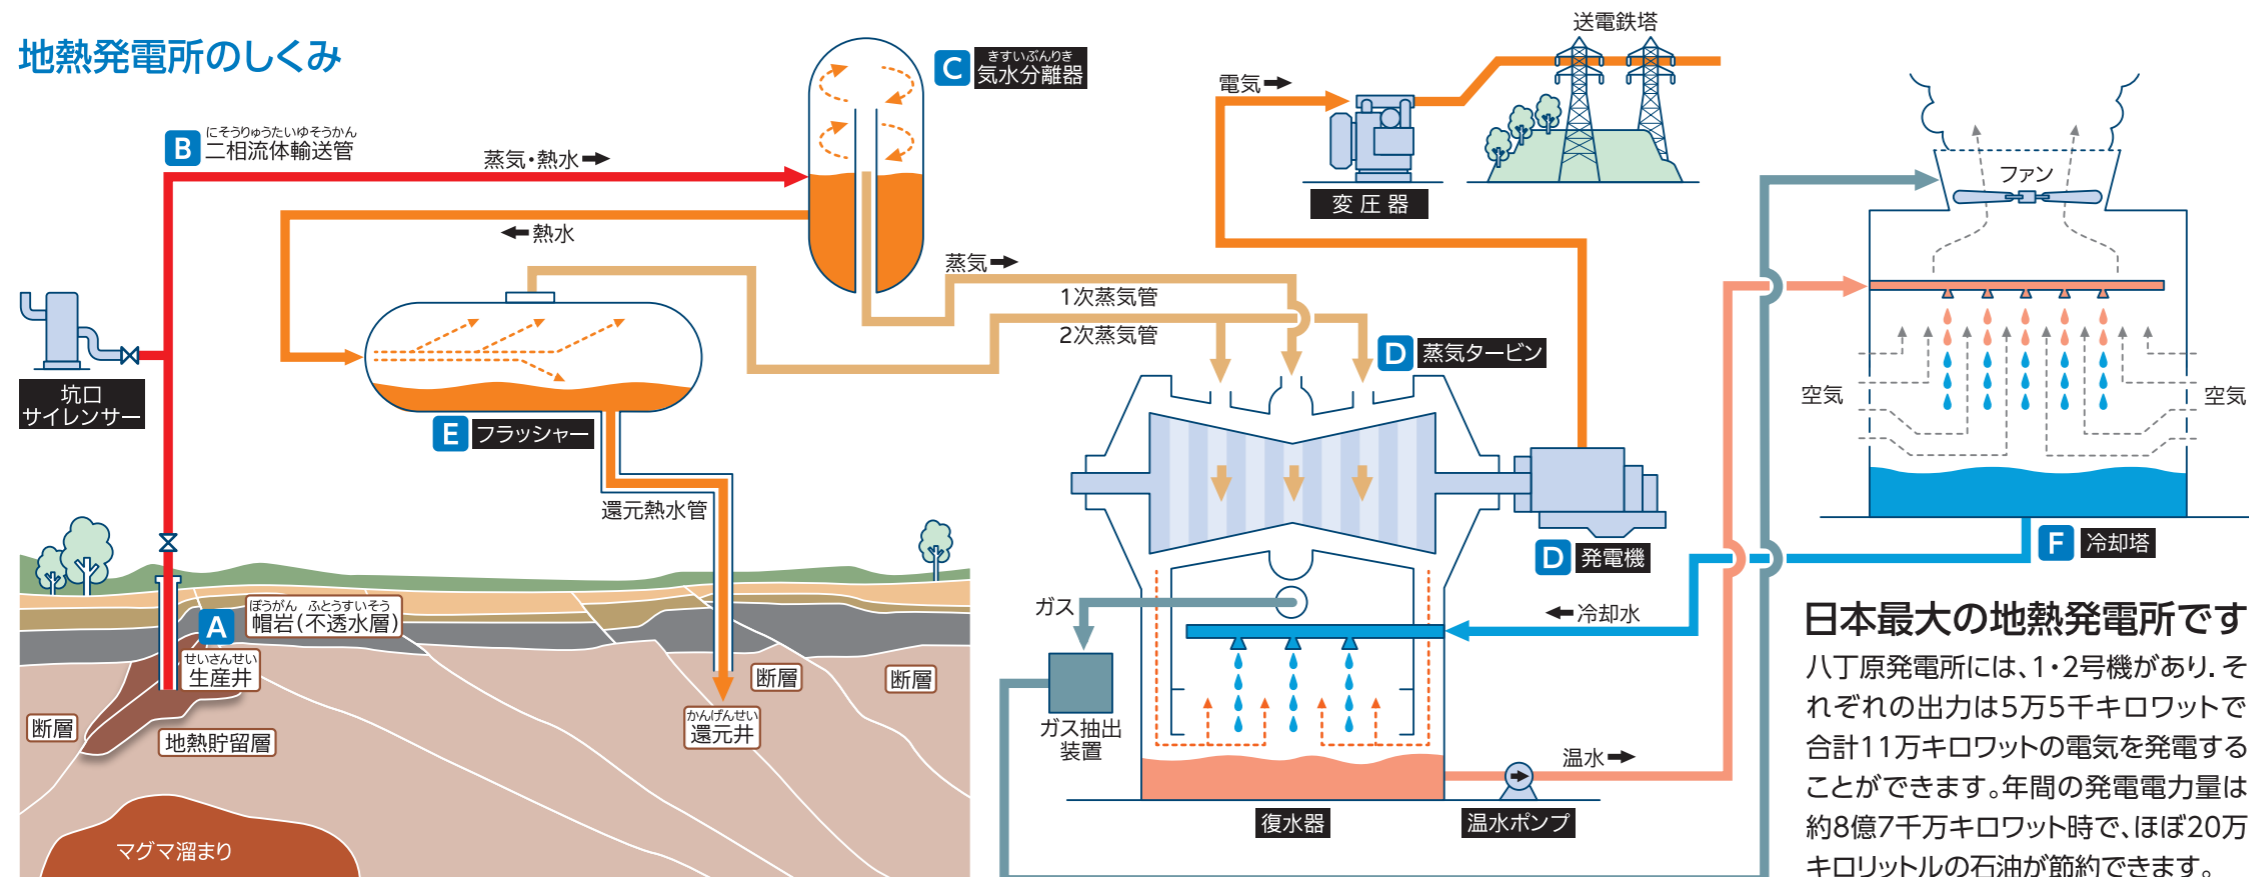 地熱発電所のしくみ
B
にそうりゅうたいゆそうかん
二相流体輸送管
蒸気・熱水➡
C
きすいぶんりき
気水分離器
⬅熱水
蒸気➡
1次蒸気管
2次蒸気管
坑口
サイレンサー
E フラッシャー
還元熱水管
A
ぼうがん ふとうすいそう
帽岩(不透水層)
せいさんせい
生産井
断層
地熱貯留層
かんげんせい
還元井
断層
断層
マグマ溜まり
送電鉄塔
電気➡
変圧器
D 蒸気タービン
D 発電機
ガス
ガス抽出
装置
⬅冷却水
温水➡
復水器
温水ポンプ
ファン
空気
空気
F 冷却塔
日本最大の地熱発電所です
八丁原発電所には、1・2号機があり. そ
れぞれの出力は5万5千キロワットで
合計11万キロワットの電気を発電する
ことができます。年間の発電電力量は
約8億7千万キロワット時で、ほぼ20万
キロリットルの石油が節約できます。